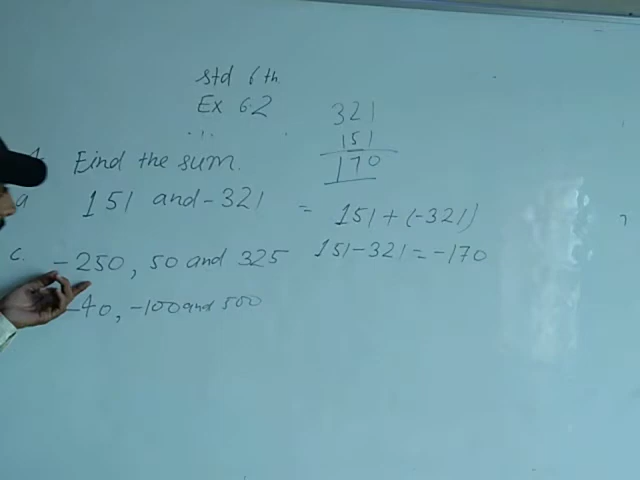 std 6th
Ex 6.2
321
151
170
Find the sum.
a 151 and -321 = 151 + (-321)
151-321 = -170
c. -250, 50 and 325
-40, -100 and 500